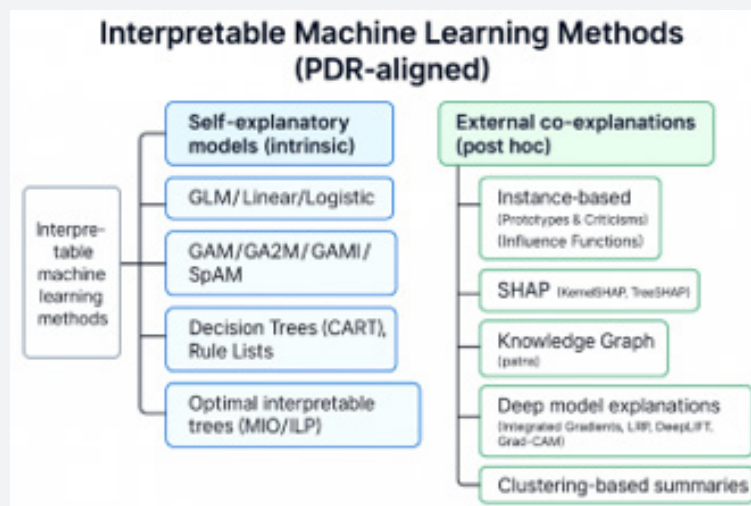 Interpretable Machine Learning Methods
(PDR-aligned)
Interpre-
table
machine
learning
methods
Self-explanatory
models (intrinsic)
GLM/Linear/Logistic
GAM/GA2M/GAMI/
SpAM
Decision Trees (CART),
Rule Lists
Optimal interpretable
trees (MIO/ILP)
External co-explanations
(post hoc)
Instance-based
(Prototypes & Criticisms)
(Influence Functions)
SHAP (KernelSHAP, TreeSHAP)
Knowledge Graph
Deep model explanations
(Integrated Gradients, LRP, DeepLIFT,
Grad-CAM)
Clustering-based summaries